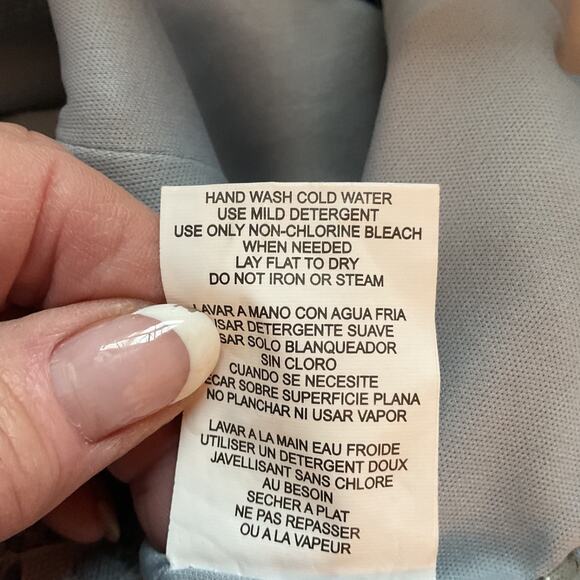 HAND WASH COLD WATER
USE MILD DETERGENT
USE ONLY NON-CHLORINE BLEACH
WHEN NEEDED
LAY FLAT TO DRY
DO NOT IRON OR STEAM
LAVAR A MANO CON AGUA FRIA
USAR DETERGENTE SUAVE
USAR SOLO BLANQUEADOR
SIN CLORO
CUANDO SE NECESITE
SECAR SOBRE SUPERFICIE PLANA
NO PLANCHAR NI USAR VAPOR
LAVAR A LA MAIN EAU FROIDE
UTILISER UN DETERGENT DOUX
JAVELLISANT SANS CHLORE
AU BESOIN
SECHER A PLAT
NE PAS REPASSER
OU A LA VAPEUR